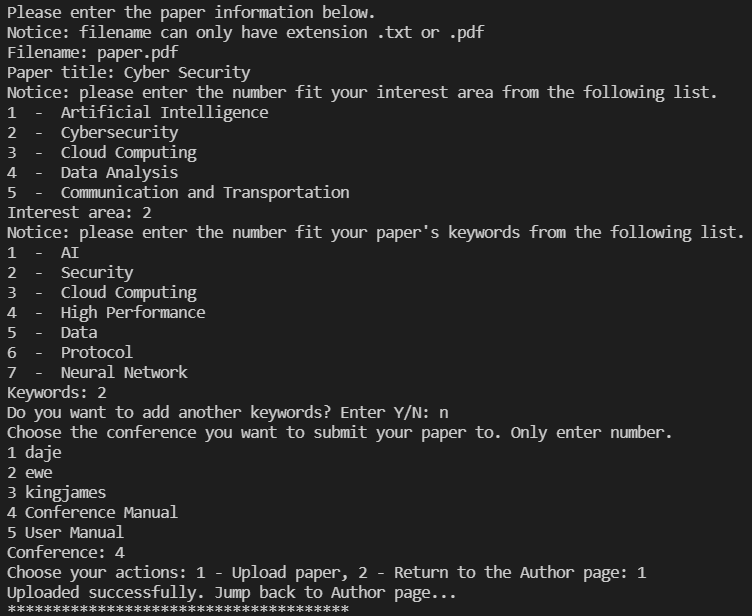 Please enter the paper information below.
Notice: filename can only have extension .txt or .pdf
Filename: paper.pdf
Paper title: Cyber Security
Notice: please enter the number fit your interest area from the following list.
1  -  Artificial Intelligence
2  -  Cybersecurity
3  -  Cloud Computing
4  -  Data Analysis
5  -  Communication and Transportation
Interest area: 2
Notice: please enter the number fit your paper's keywords from the following list.
1  -  AI
2  -  Security
3  -  Cloud Computing
4  -  High Performance
5  -  Data
6  -  Protocol
7  -  Neural Network
Keywords: 2
Do you want to add another keywords? Enter Y/N: n
Choose the conference you want to submit your paper to. Only enter number.
1 daje
2 ewe
3 kingjames
4 Conference Manual
5 User Manual
Conference: 4
Choose your actions: 1 - Upload paper, 2 - Return to the Author page: 1
Uploaded successfully. Jump back to Author page...
**************************************